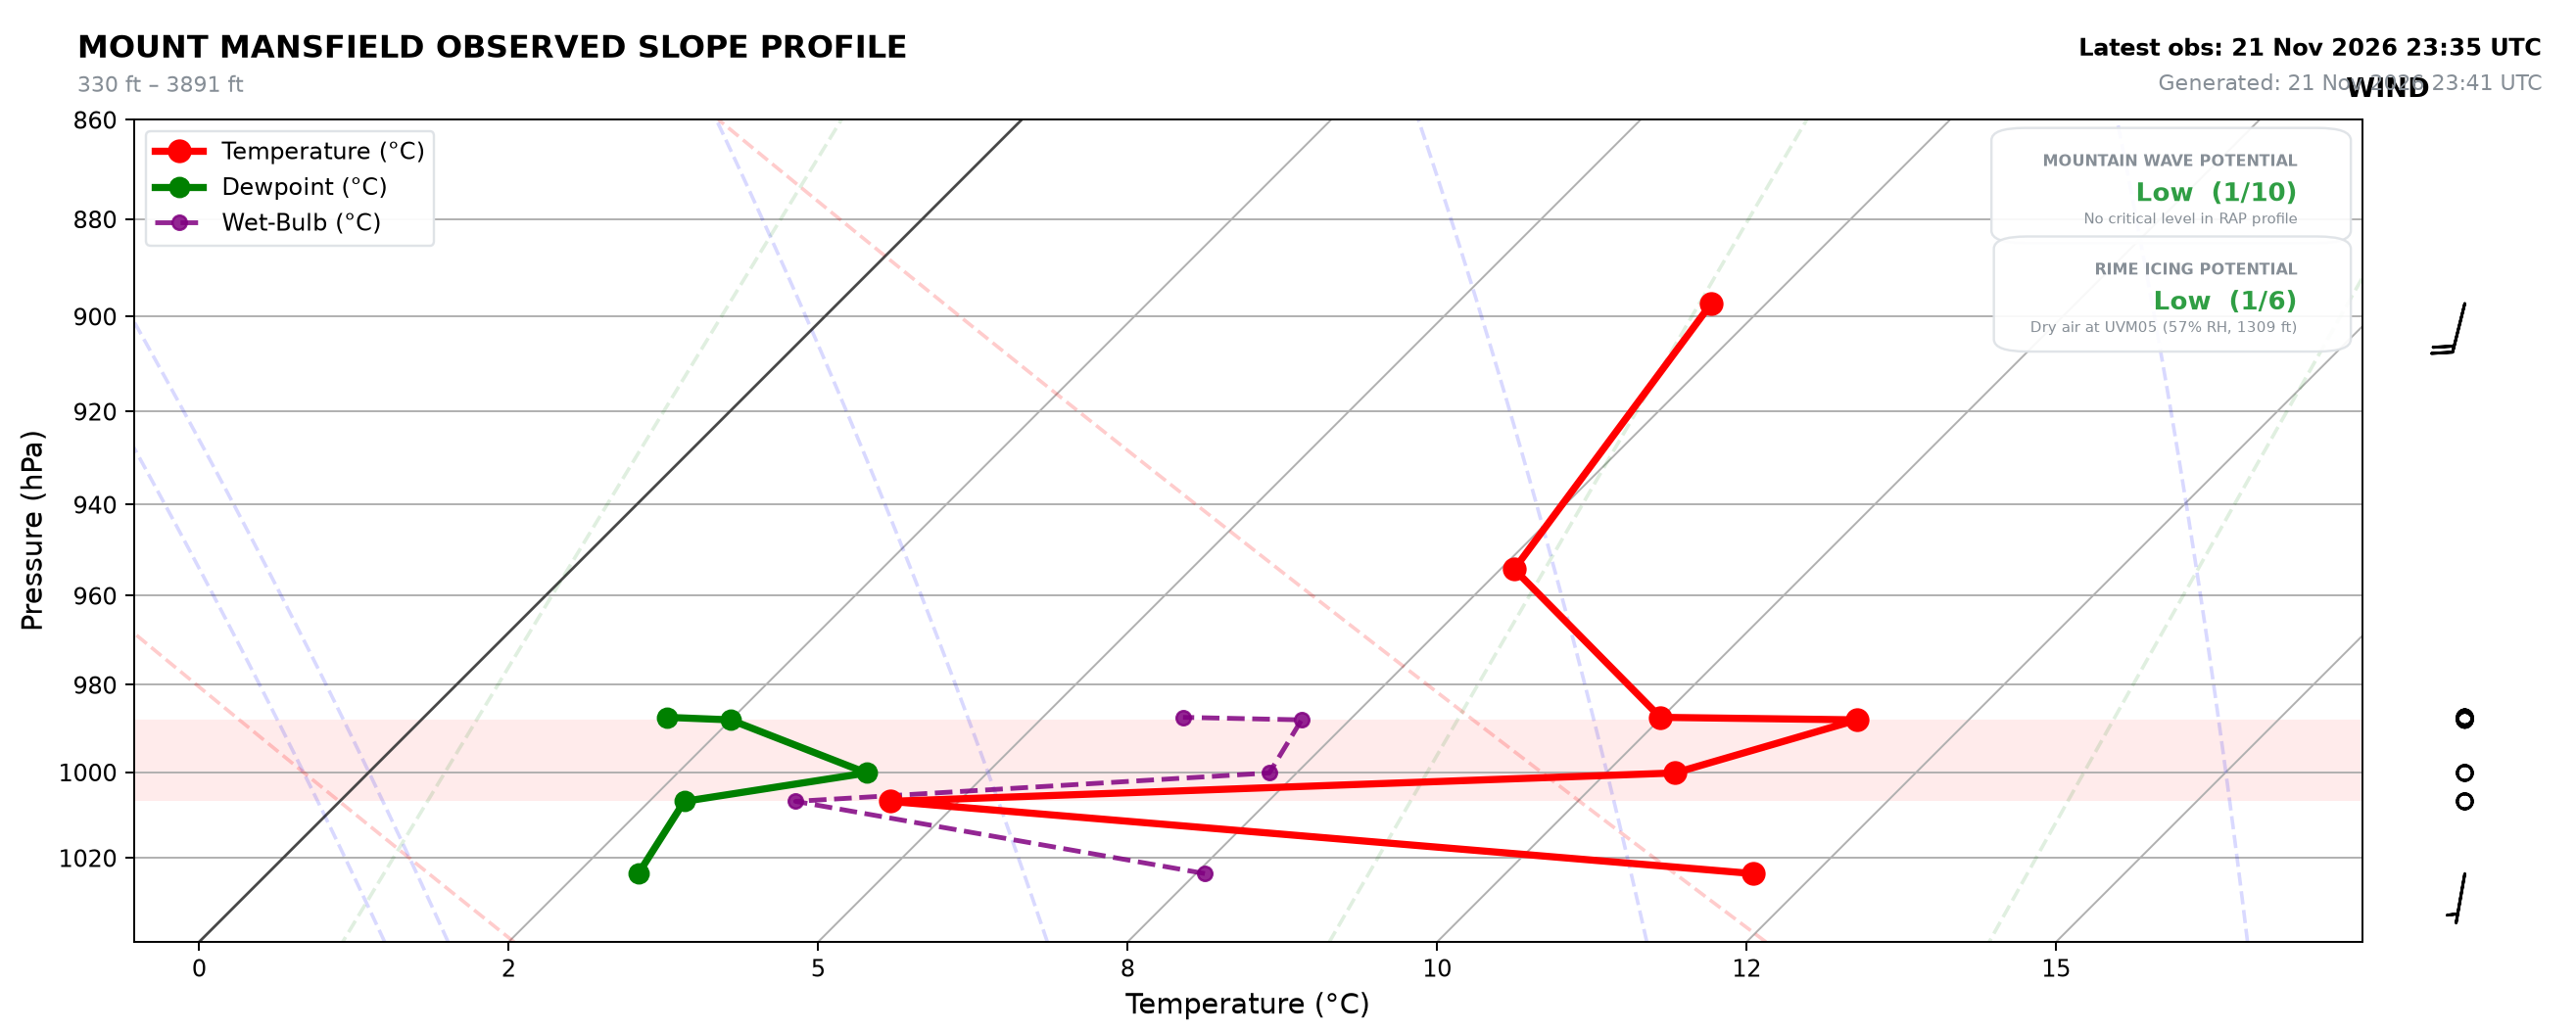 MOUNT MANSFIELD OBSERVED SLOPE PROFILE
330 ft – 3891 ft
Latest obs: 21 Nov 2026 23:35 UTC
Generated: 21 Nov 2026 23:41 UTC
WIND
Temperature (°C)
Dewpoint (°C)
Wet-Bulb (°C)
MOUNTAIN WAVE POTENTIAL
Low (1/10)
No critical level in RAP profile
RIME ICING POTENTIAL
Low (1/6)
Dry air at UVM05 (57% RH, 1309 ft)
Pressure (hPa)
860
880
900
920
940
960
980
1000
1020
0 2 5 8 10 12 15
Temperature (°C)